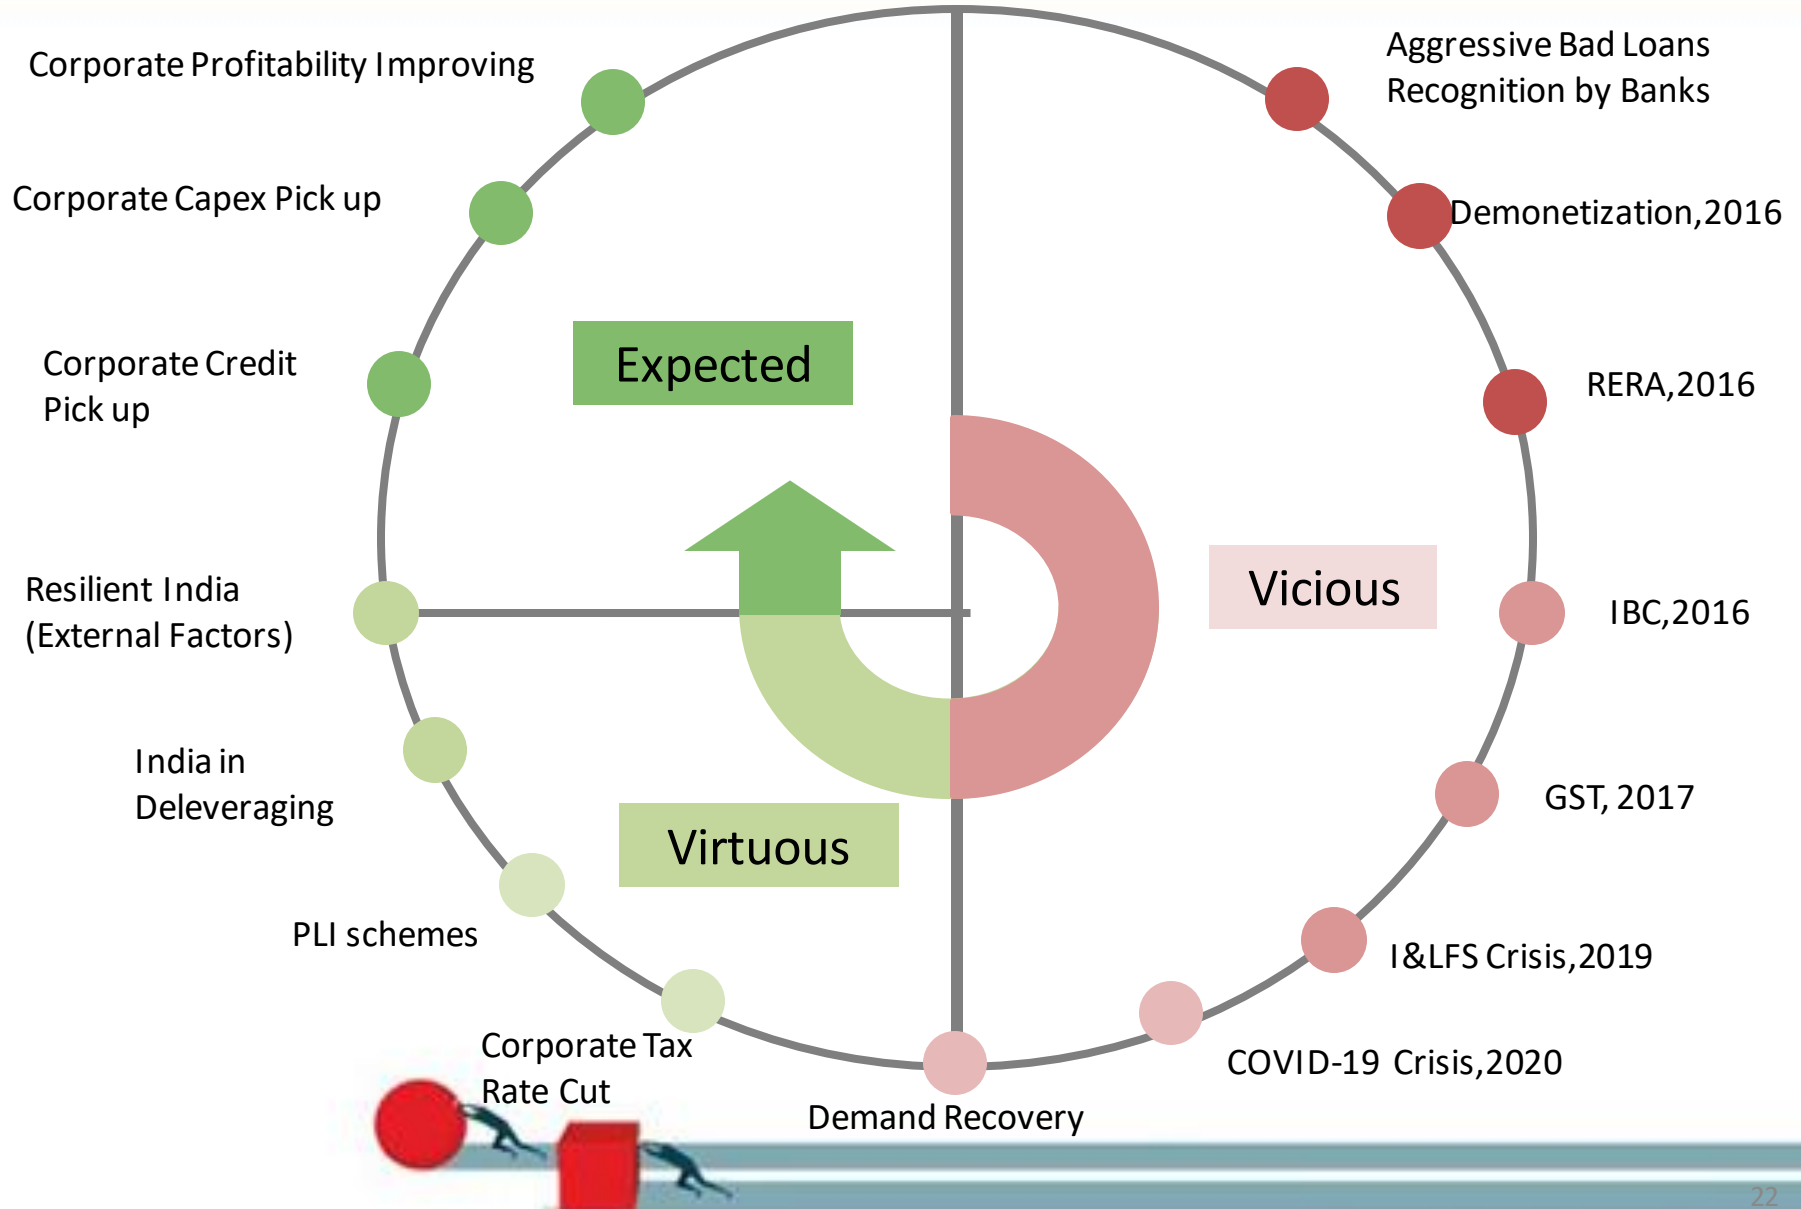 Corporate Profitability Improving
Aggressive Bad Loans
Recognition by Banks
Corporate Capex Pick up
Demonetization,2016
Corporate Credit
Pick up
Expected
RERA,2016
Resilient India
(External Factors)
Vicious
IBC,2016
India in
Deleveraging
GST, 2017
Virtuous
PLI schemes
I&LFS Crisis,2019
Corporate Tax
Rate Cut
COVID-19 Crisis,2020
Demand Recovery
22